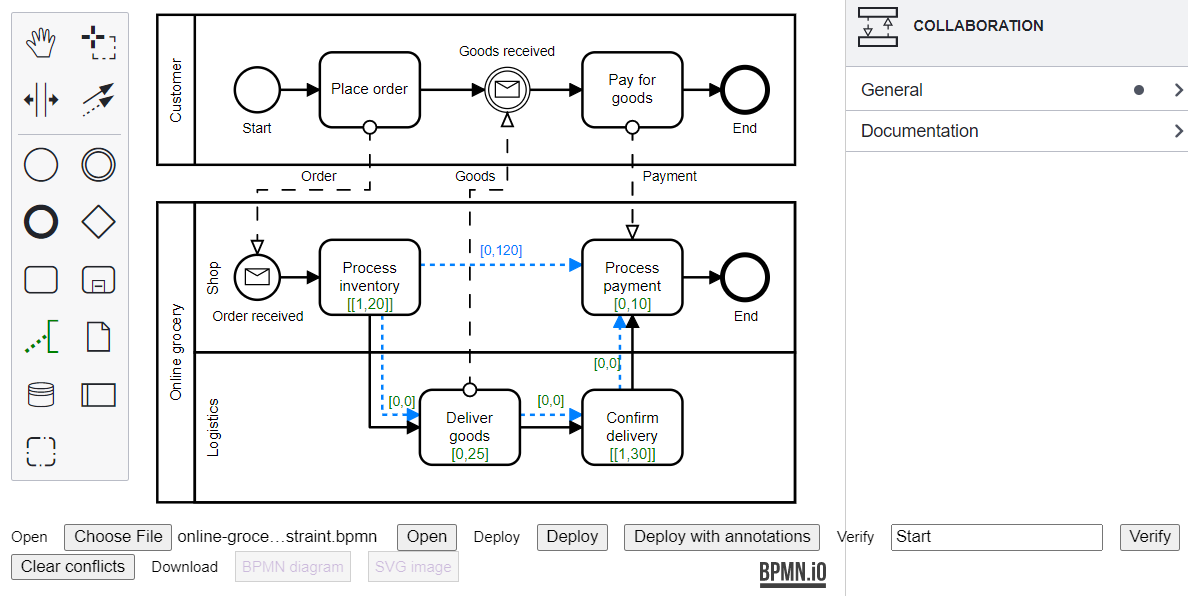 COLLABORATION
General
Documentation
Customer
Start
Place order
Goods received
Pay for
goods
End
Order
Goods
Payment
Online grocery
Shop
Order received
Process
inventory
[[1,20]]
[0,120]
Process
payment
[0,10]
End
Logistics
[0,0]
Deliver
goods
[0,25]
[0,0]
[0,0]
Confirm
delivery
[[1,30]]
Open Choose File online-groce...straint.bpmn Open Deploy Deploy Deploy with annotations Verify Start Verify
Clear conflicts Download BPMN diagram SVG image
BPMN.iO